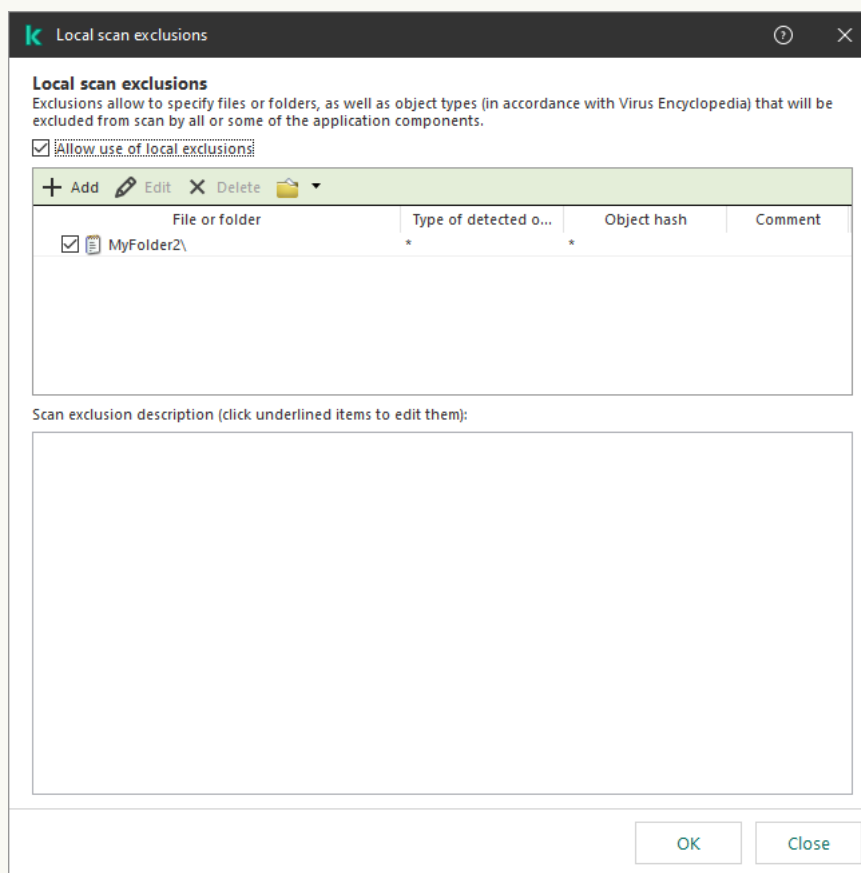 Local scan exclusions
Local scan exclusions
Exclusions allow to specify files or folders, as well as object types (in accordance with Virus Encyclopedia) that will be
excluded from scan by all or some of the application components.
Allow use of local exclusions
Add Edit Delete
File or folder Type of detected o... Object hash Comment
MyFolder2\ * *
Scan exclusion description (click underlined items to edit them):
OK Close